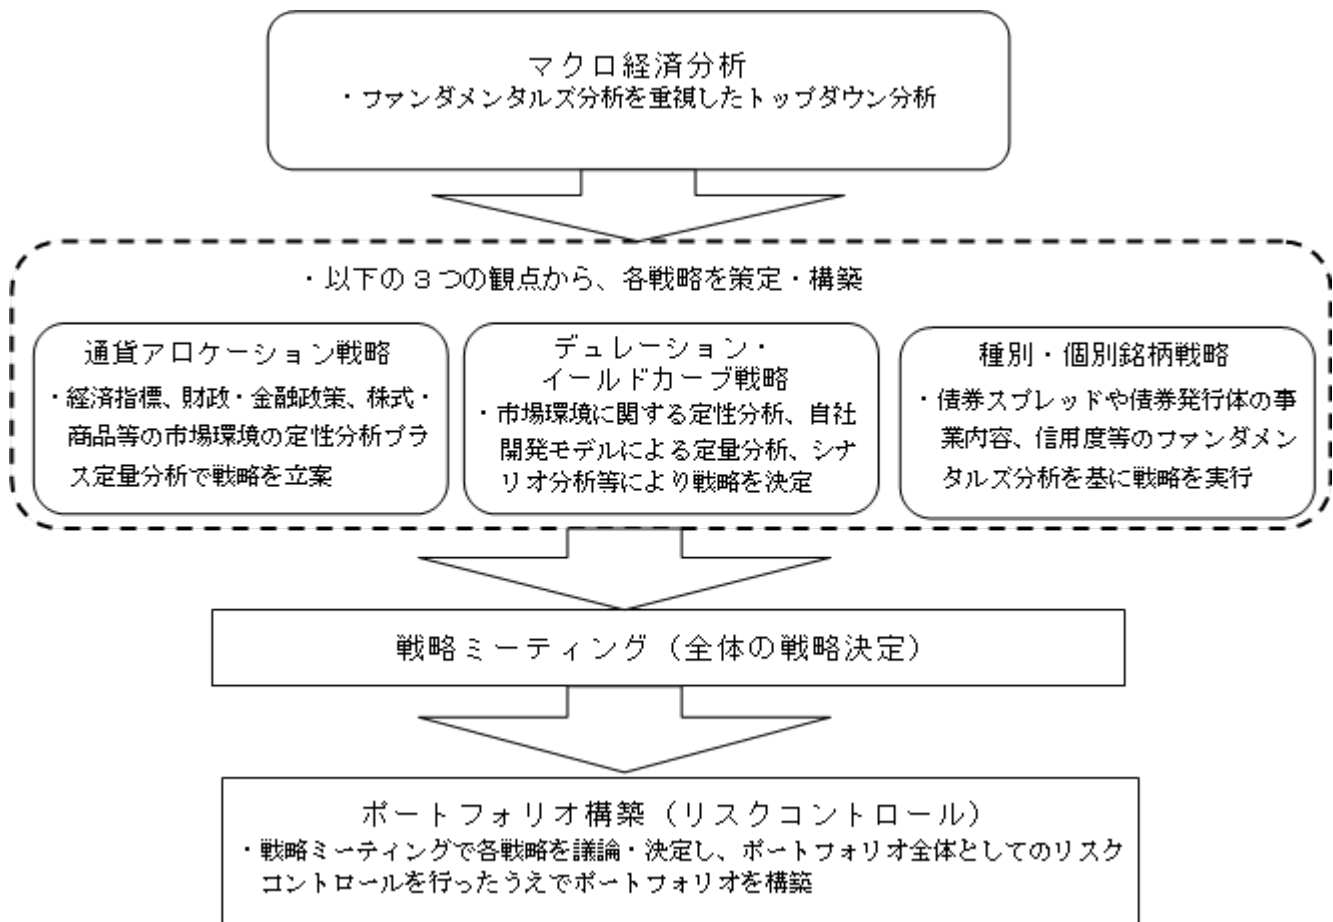 マクロ経済分析
・ファンダメンタルズ分析を重視したトップダウン分析
・以下の3つの観点から、各戦略を策定・構築
通貨アロケーション戦略
・経済指標、財政・金融政策、株式・
商品等の市場環境の定性分析プラ
ス定量分析で戦略を立案
デュレーション・
イールドカーブ戦略
・市場環境に関する定性分析、自社
開発モデルによる定量分析、シナ
リオ分析等により戦略を決定
種別・個別銘柄戦略
・債券スプレッドや債券発行体の事
業内容、信用度等のファンダメン
タルズ分析を基に戦略を実行
戦略ミーティング（全体の戦略決定）
ポートフォリオ構築（リスクコントロール）
・戦略ミーティングで各戦略を議論・決定し、ポートフォリオ全体としてのリスク
コントロールを行ったうえでポートフォリオを構築